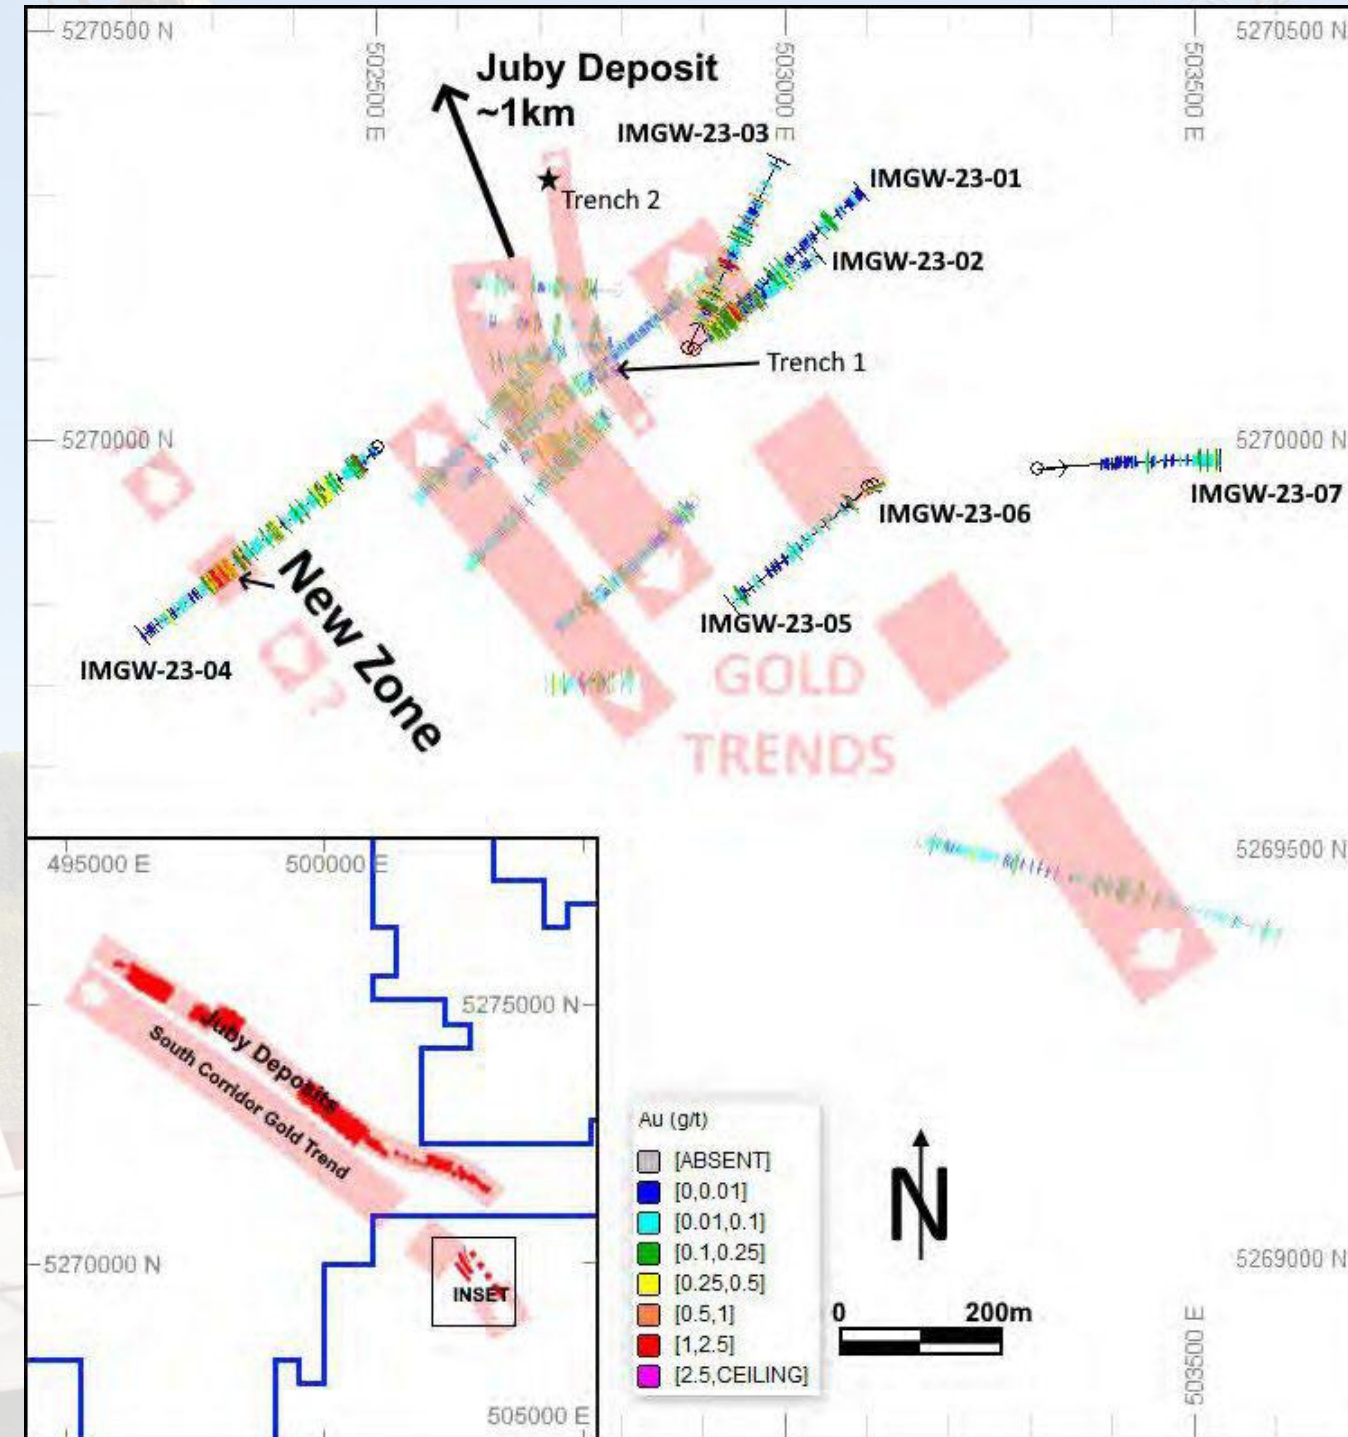 5270500 N
5270500 N
502500 E
503000 E
503500 E
Juby Deposit
~1km
IMGW-23-03
IMGW-23-01
Trench 2
IMGW-23-02
Trench 1
5270000 N
5270000 N
IMGW-23-07
IMGW-23-06
New Zone
IMGW-23-05
IMGW-23-04
?
GOLD
TRENDS
5269500 N
495000 E
500000 E
5275000 N
Juby Deposits
South Corridor Gold Trend
5270000 N
INSET
505000 E
Au (g/t)
[ABSENT]
[0,0.01]
[0.01,0.1]
[0.1,0.25]
[0.25,0.5]
[0.5,1]
[1,2.5]
[2.5,CEILING]
N
0 200m
5269000 N
503500 E